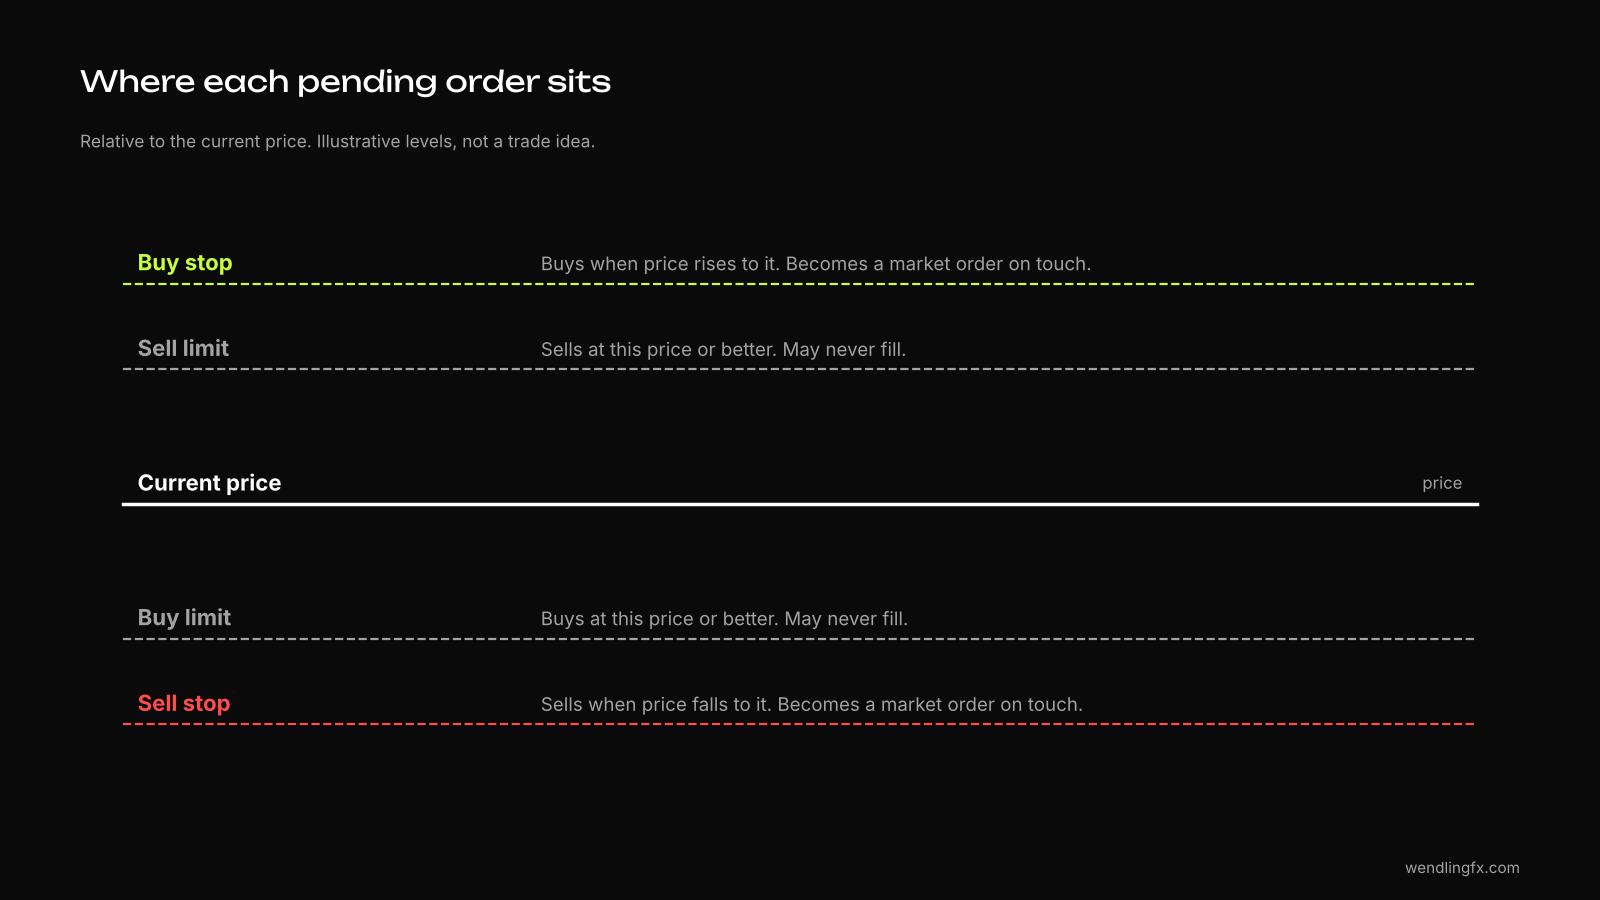 Where each pending order sits
Relative to the current price. Illustrative levels, not a trade idea.
Buy stop
Buys when price rises to it. Becomes a market order on touch.
Sell limit
Sells at this price or better. May never fill.
Current price
price
Buy limit
Buys at this price or better. May never fill.
Sell stop
Sells when price falls to it. Becomes a market order on touch.
wendlingfx.com